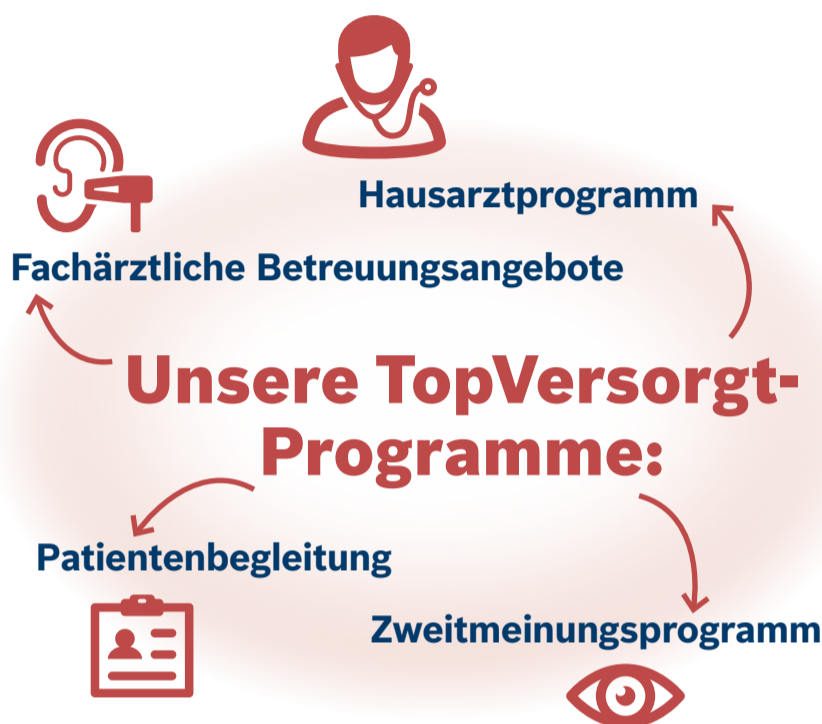 Hausarztprogramm
Fachärztliche Betreuungsangebote
Unsere TopVersorgt-
Programme:
Patientenbegleitung
Zweitmeinungsprogramm